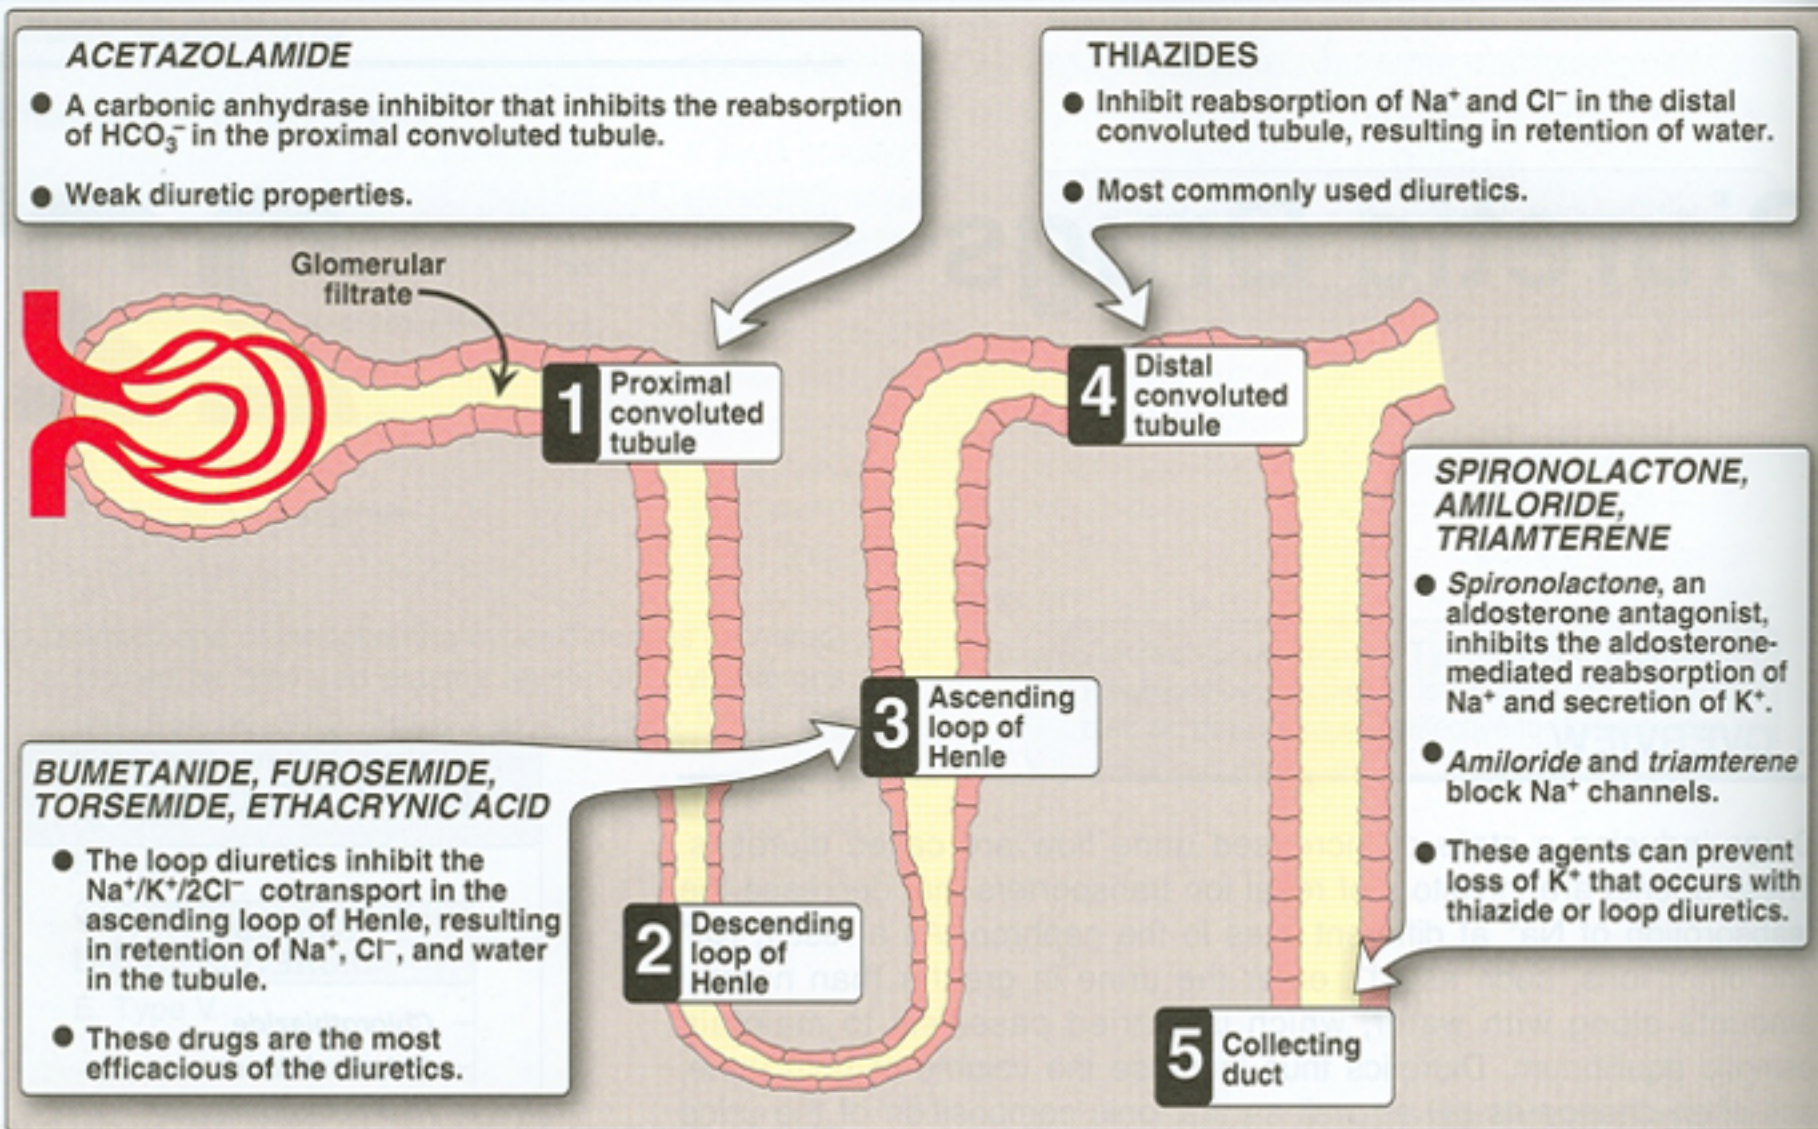 ACETAZOLAMIDE
● A carbonic anhydrase inhibitor that inhibits the reabsorption
of HCO₃⁻ in the proximal convoluted tubule.
● Weak diuretic properties.
THIAZIDES
● Inhibit reabsorption of Na⁺ and Cl⁻ in the distal
convoluted tubule, resulting in retention of water.
● Most commonly used diuretics.
Glomerular
filtrate
1 Proximal
convoluted
tubule
4 Distal
convoluted
tubule
SPIRONOLACTONE,
AMILORIDE,
TRIAMTERENE
● Spironolactone, an
aldosterone antagonist,
inhibits the aldosterone-
mediated reabsorption of
Na⁺ and secretion of K⁺.
● Amiloride and triamterene
block Na⁺ channels.
● These agents can prevent
loss of K⁺ that occurs with
thiazide or loop diuretics.
3 Ascending
loop of
Henle
BUMETANIDE, FUROSEMIDE,
TORSEMIDE, ETHACRYNIC ACID
● The loop diuretics inhibit the
Na⁺/K⁺/2Cl⁻ cotransport in the
ascending loop of Henle, resulting
in retention of Na⁺, Cl⁻, and water
in the tubule.
● These drugs are the most
efficacious of the diuretics.
2 Descending
loop of
Henle
5 Collecting
duct